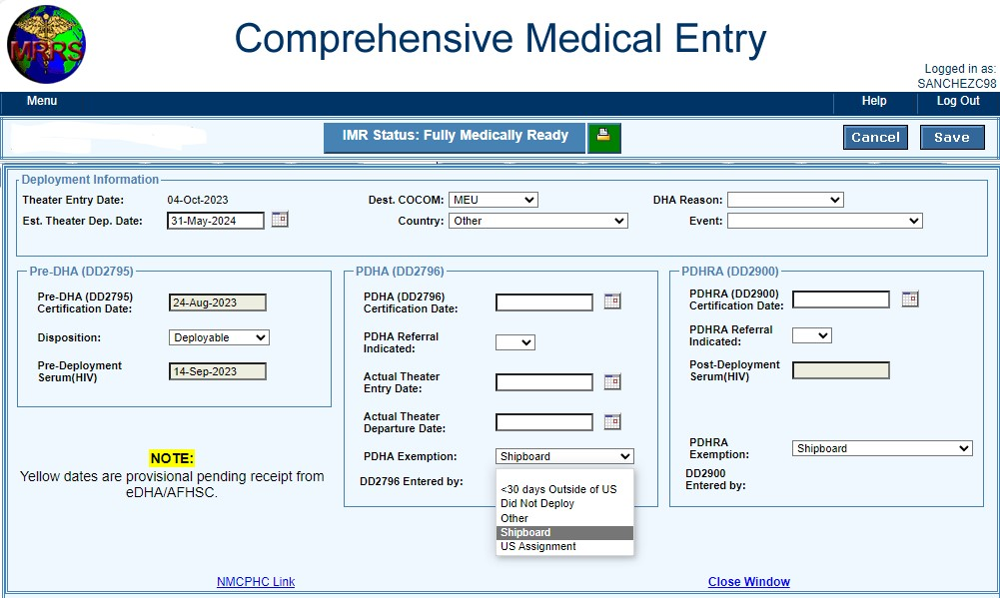 MRRS
Comprehensive Medical Entry
Logged in as:
SANCHEZC98
Menu
Help
Log Out
IMR Status: Fully Medically Ready
Cancel
Save
Deployment Information
Theater Entry Date:
04-Oct-2023
Dest. COCOM:
MEU
DHA Reason:
Est. Theater Dep. Date:
31-May-2024
Country:
Other
Event:
Pre-DHA (DD2795)
Pre-DHA (DD2795)
Certification Date:
24-Aug-2023
Disposition:
Deployable
Pre-Deployment
Serum(HIV)
14-Sep-2023
NOTE:
Yellow dates are provisional pending receipt from
eDHA/AFHSC.
PDHA (DD2796)
PDHA (DD2796)
Certification Date:
PDHA Referral
Indicated:
Actual Theater
Entry Date:
Actual Theater
Departure Date:
PDHA Exemption:
Shipboard
<30 days Outside of US
Did Not Deploy
Other
Shipboard
US Assignment
DD2796 Entered by:
PDHRA (DD2900)
PDHRA (DD2900)
Certification Date:
PDHRA Referral
Indicated:
Post-Deployment
Serum(HIV)
PDHRA
Exemption:
Shipboard
DD2900
Entered by:
NMCPHC Link
Close Window